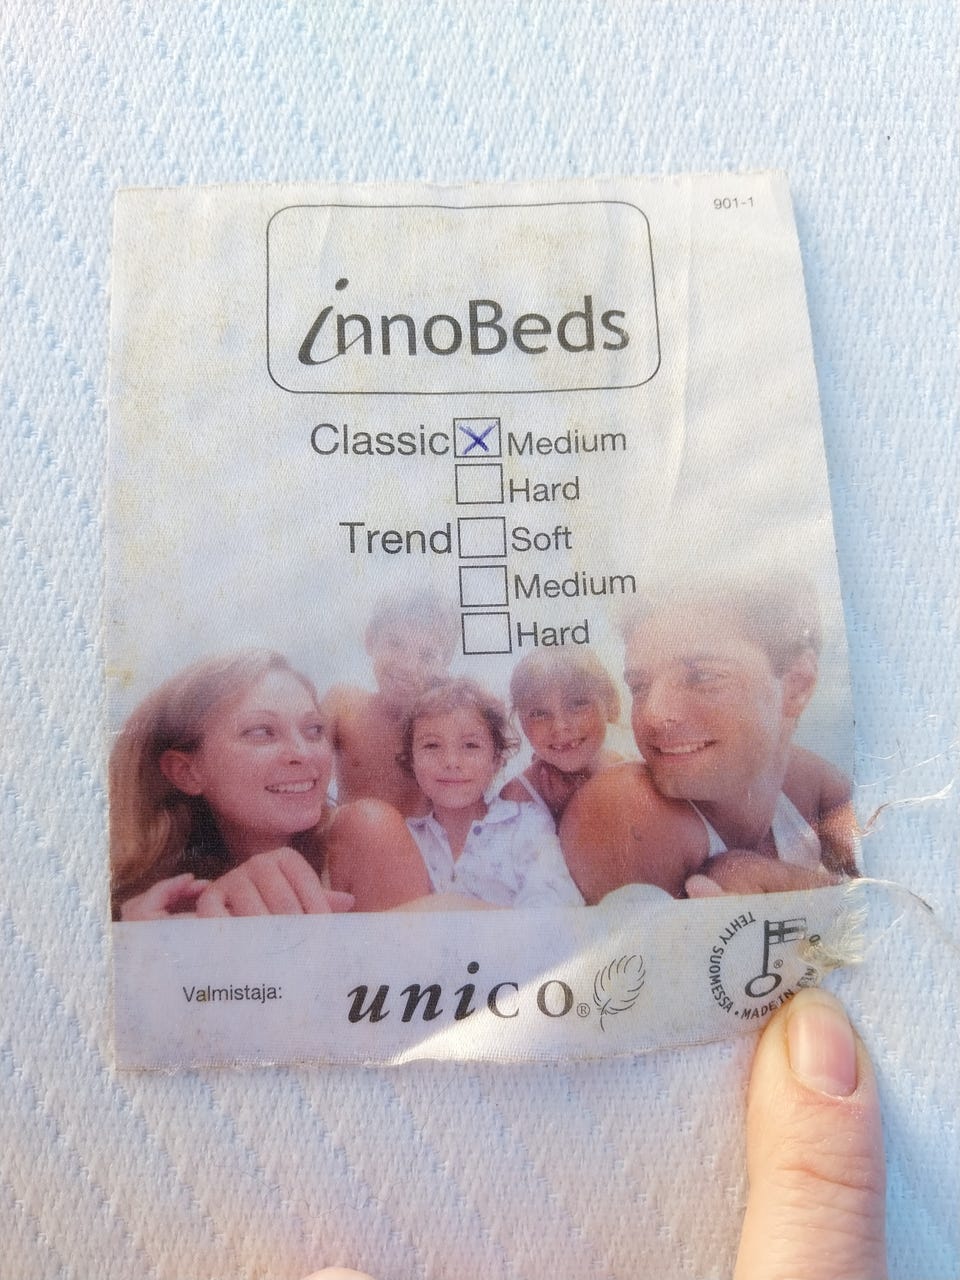 901-1
innoBeds
Classic Medium
Hard
Trend Soft
Medium
Hard
Valmistaja: unico®
TEHTY SUOMESSA • MADE IN
®